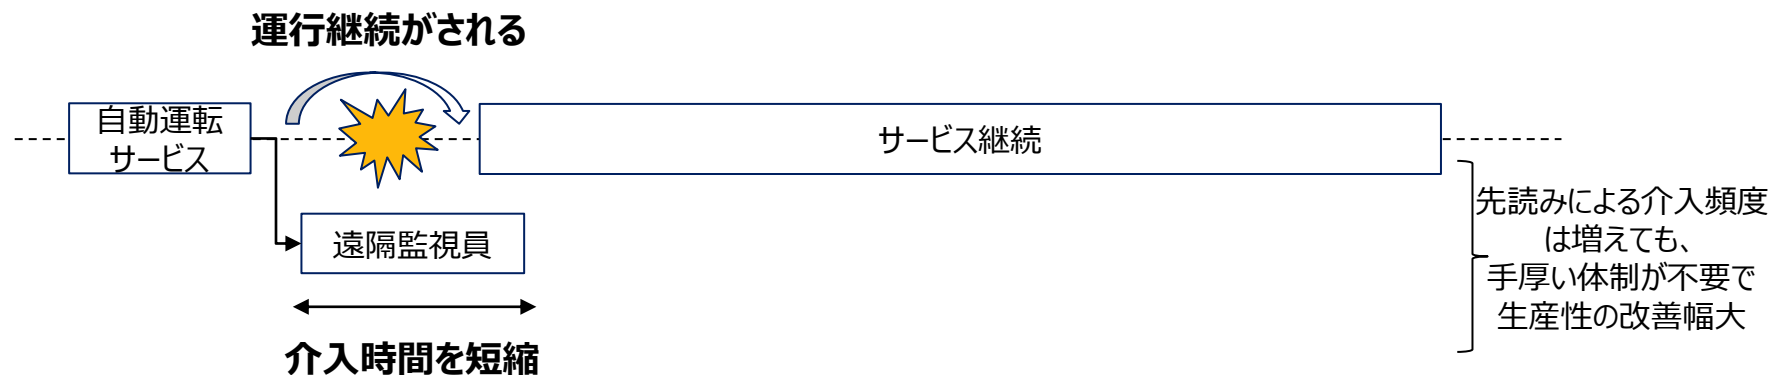 運行継続がされる
自動運転
サービス
サービス継続
遠隔監視員
介入時間を短縮
先読みによる介入頻度
は増えても、
手厚い体制が不要で
生産性の改善幅大